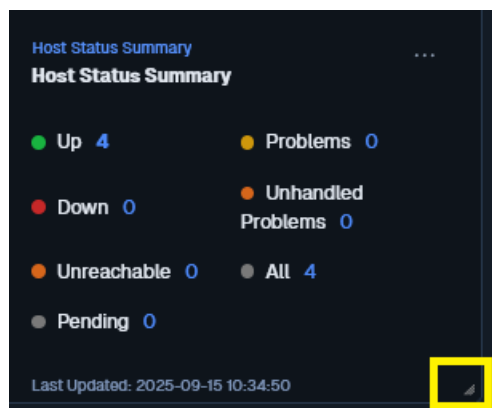 Host Status Summary
...
Host Status Summary
Up 4
Problems 0
Down 0
Unhandled
Problems 0
Unreachable 0
All 4
Pending 0
Last Updated: 2025-09-15 10:34:50